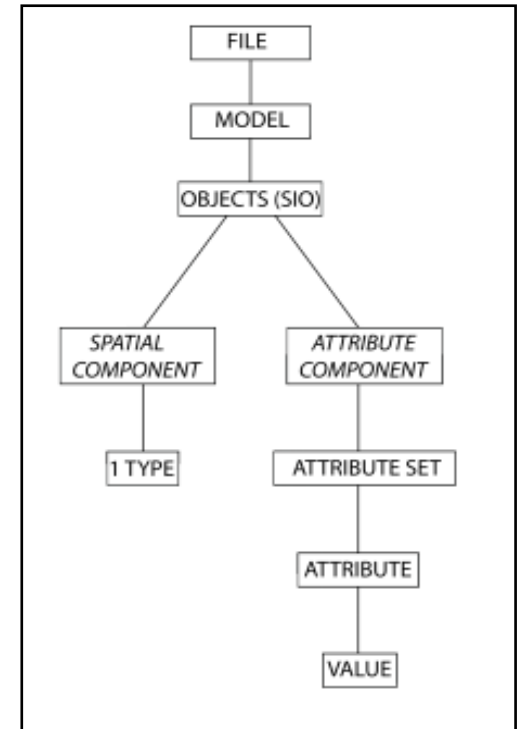 FILE
MODEL
OBJECTS (SIO)
SPATIAL
COMPONENT
ATTRIBUTE
COMPONENT
1 TYPE
ATTRIBUTE SET
ATTRIBUTE
VALUE